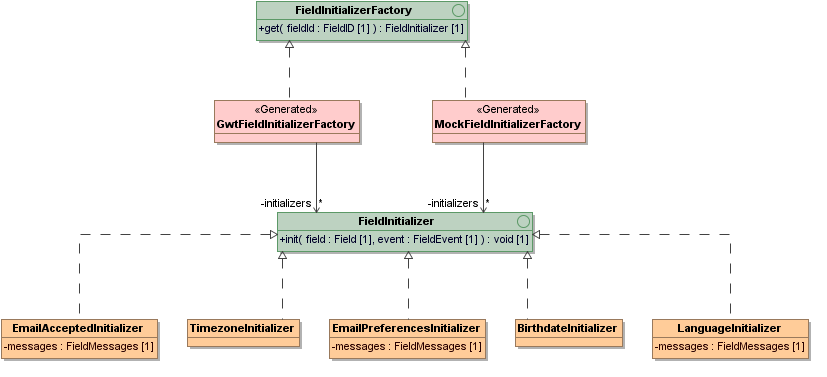 FieldInitializerFactory
+get( fieldId : FieldID [1] ) : FieldInitializer [1]
«Generated»
GwtFieldInitializerFactory
«Generated»
MockFieldInitializerFactory
-initializers *
-initializers *
FieldInitializer
+init( field : Field [1], event : FieldEvent [1] ) : void [1]
EmailAcceptedInitializer
-messages : FieldMessages [1]
TimezoneInitializer
EmailPreferencesInitializer
-messages : FieldMessages [1]
BirthdateInitializer
LanguageInitializer
-messages : FieldMessages [1]